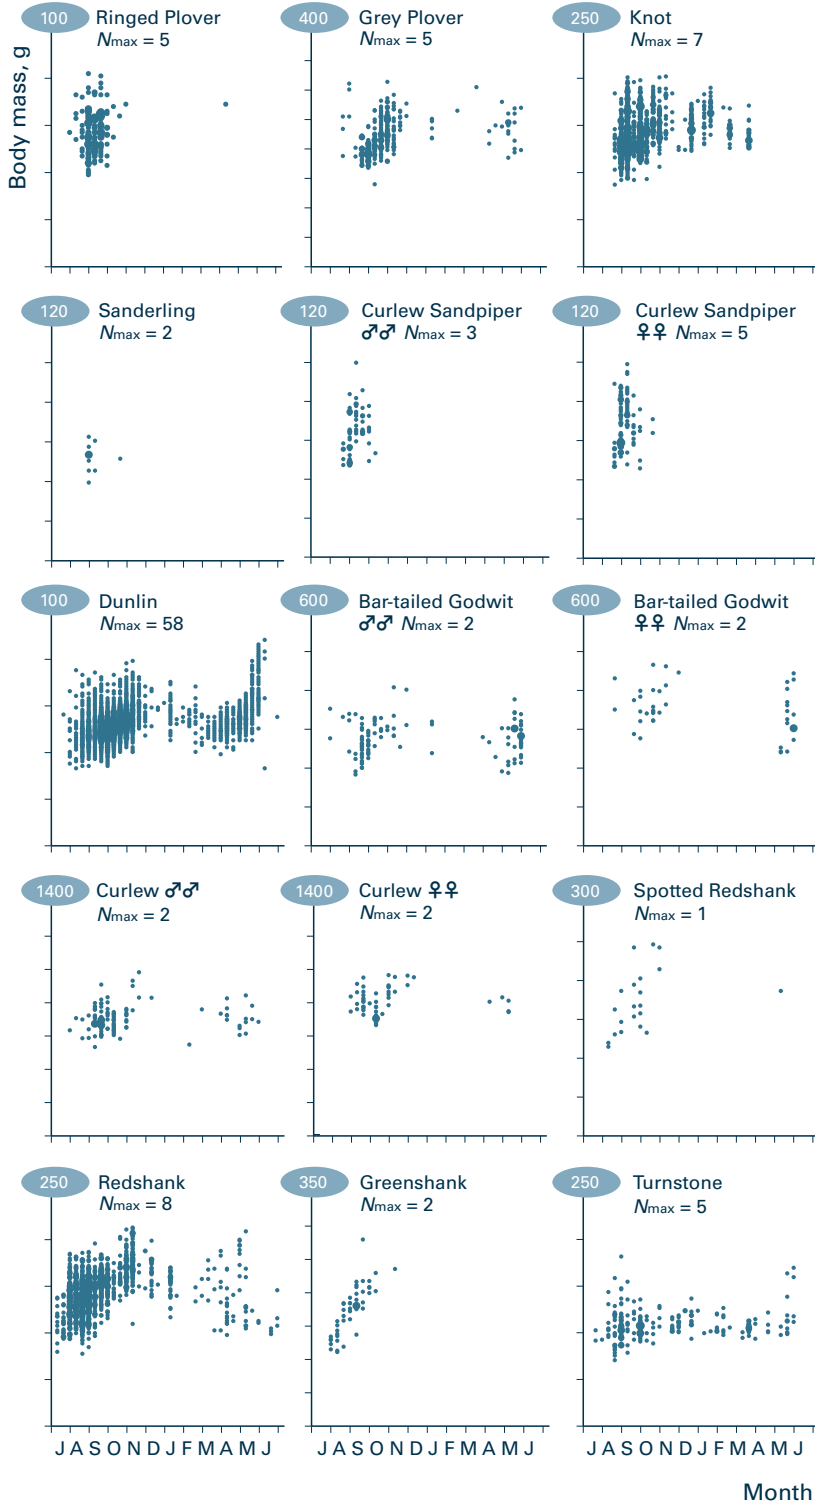 100 Ringed Plover
Nmax = 5
400 Grey Plover
Nmax = 5
250 Knot
Nmax = 7
Body mass, g
120 Sanderling
Nmax = 2
120 Curlew Sandpiper
♂♂ Nmax = 3
120 Curlew Sandpiper
♀♀ Nmax = 5
100 Dunlin
Nmax = 58
600 Bar-tailed Godwit
♂♂ Nmax = 2
600 Bar-tailed Godwit
♀♀ Nmax = 2
1400 Curlew ♂♂
Nmax = 2
1400 Curlew ♀♀
Nmax = 2
300 Spotted Redshank
Nmax = 1
250 Redshank
Nmax = 8
350 Greenshank
Nmax = 2
250 Turnstone
Nmax = 5
J A S O N D J F M A M J
J A S O N D J F M A M J
J A S O N D J F M A M J
Month